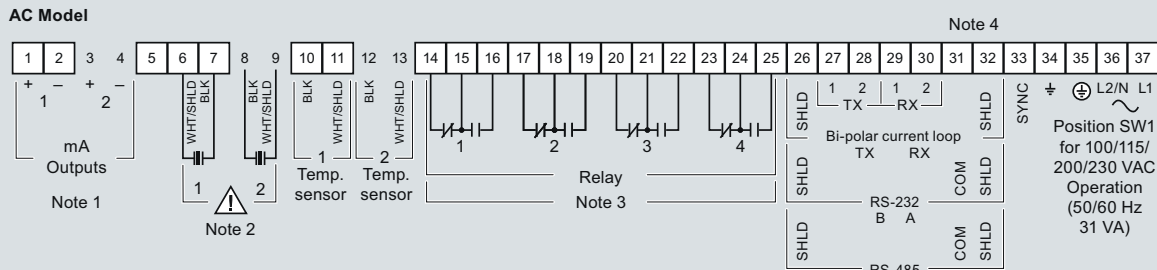 AC Model
Note 4
1 2 3 4 5 6 7 8 9 10 11 12 13 14 15 16 17 18 19 20 21 22 23 24 25 26 27 28 29 30 31 32 33 34 35 36 37
+ – + –
1 2
mA
Outputs
Note 1
WHT/SHLD
BLK
BLK
WHT/SHLD
1 2
Note 2
BLK
WHT/SHLD
1
Temp.
sensor
BLK
WHT/SHLD
2
Temp.
sensor
1 2 3 4
Relay
Note 3
SHLD
1 2 1 2
TX RX
SHLD
Bi-polar current loop
SHLD
TX RX
COM
SHLD
RS-232
SHLD
B A
COM
SHLD
RS-485
SYNC
L2/N L1
Position SW1
for 100/115/
200/230 VAC
Operation
(50/60 Hz
31 VA)